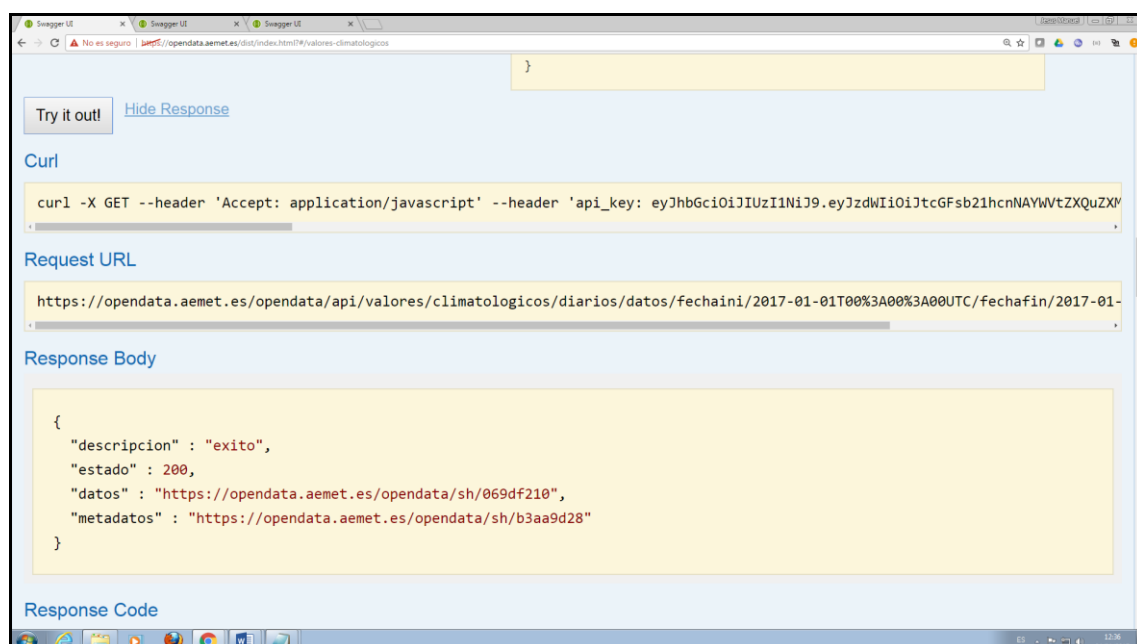 Swagger UI
Swagger UI
Swagger UI
No es seguro | https://opendata.aemet.es/dist/index.html?#/valores-climatologicos
}
Try it out!
Hide Response
Curl
curl -X GET --header 'Accept: application/javascript' --header 'api_key: eyJhbGciOiJIUzI1NiJ9.eyJzdWIiOiJtcGFsb21hcnNAYWVtZXQuZXM
Request URL
https://opendata.aemet.es/opendata/api/valores/climatologicos/diarios/datos/fechaini/2017-01-01T00%3A00%3A00UTC/fechafin/2017-01-
Response Body
{
"descripcion" : "exito",
"estado" : 200,
"datos" : "https://opendata.aemet.es/opendata/sh/069df210",
"metadatos" : "https://opendata.aemet.es/opendata/sh/b3aa9d28"
}
Response Code
ES
12:36